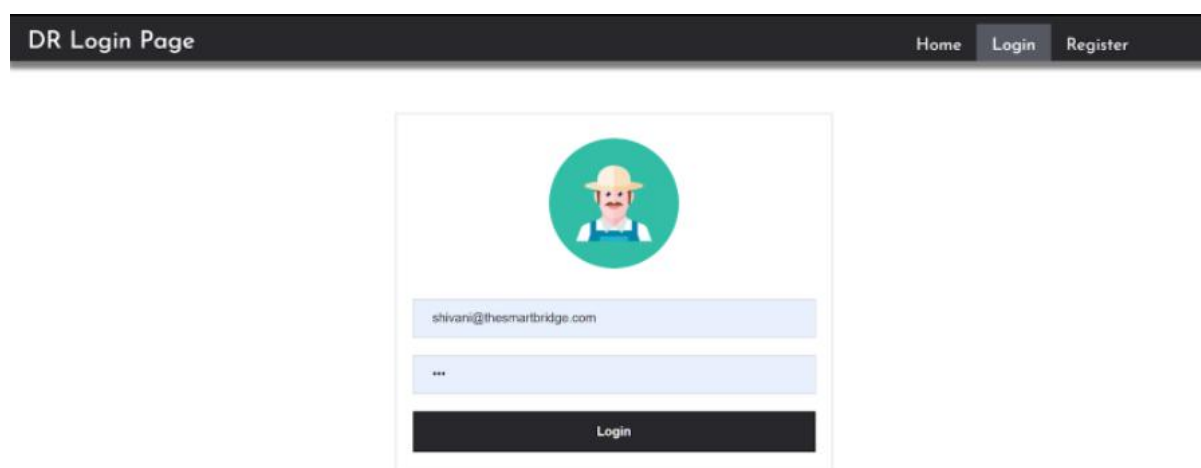 DR Login Page
Home Login Register
shivani@thesmartbridge.com
•••
Login